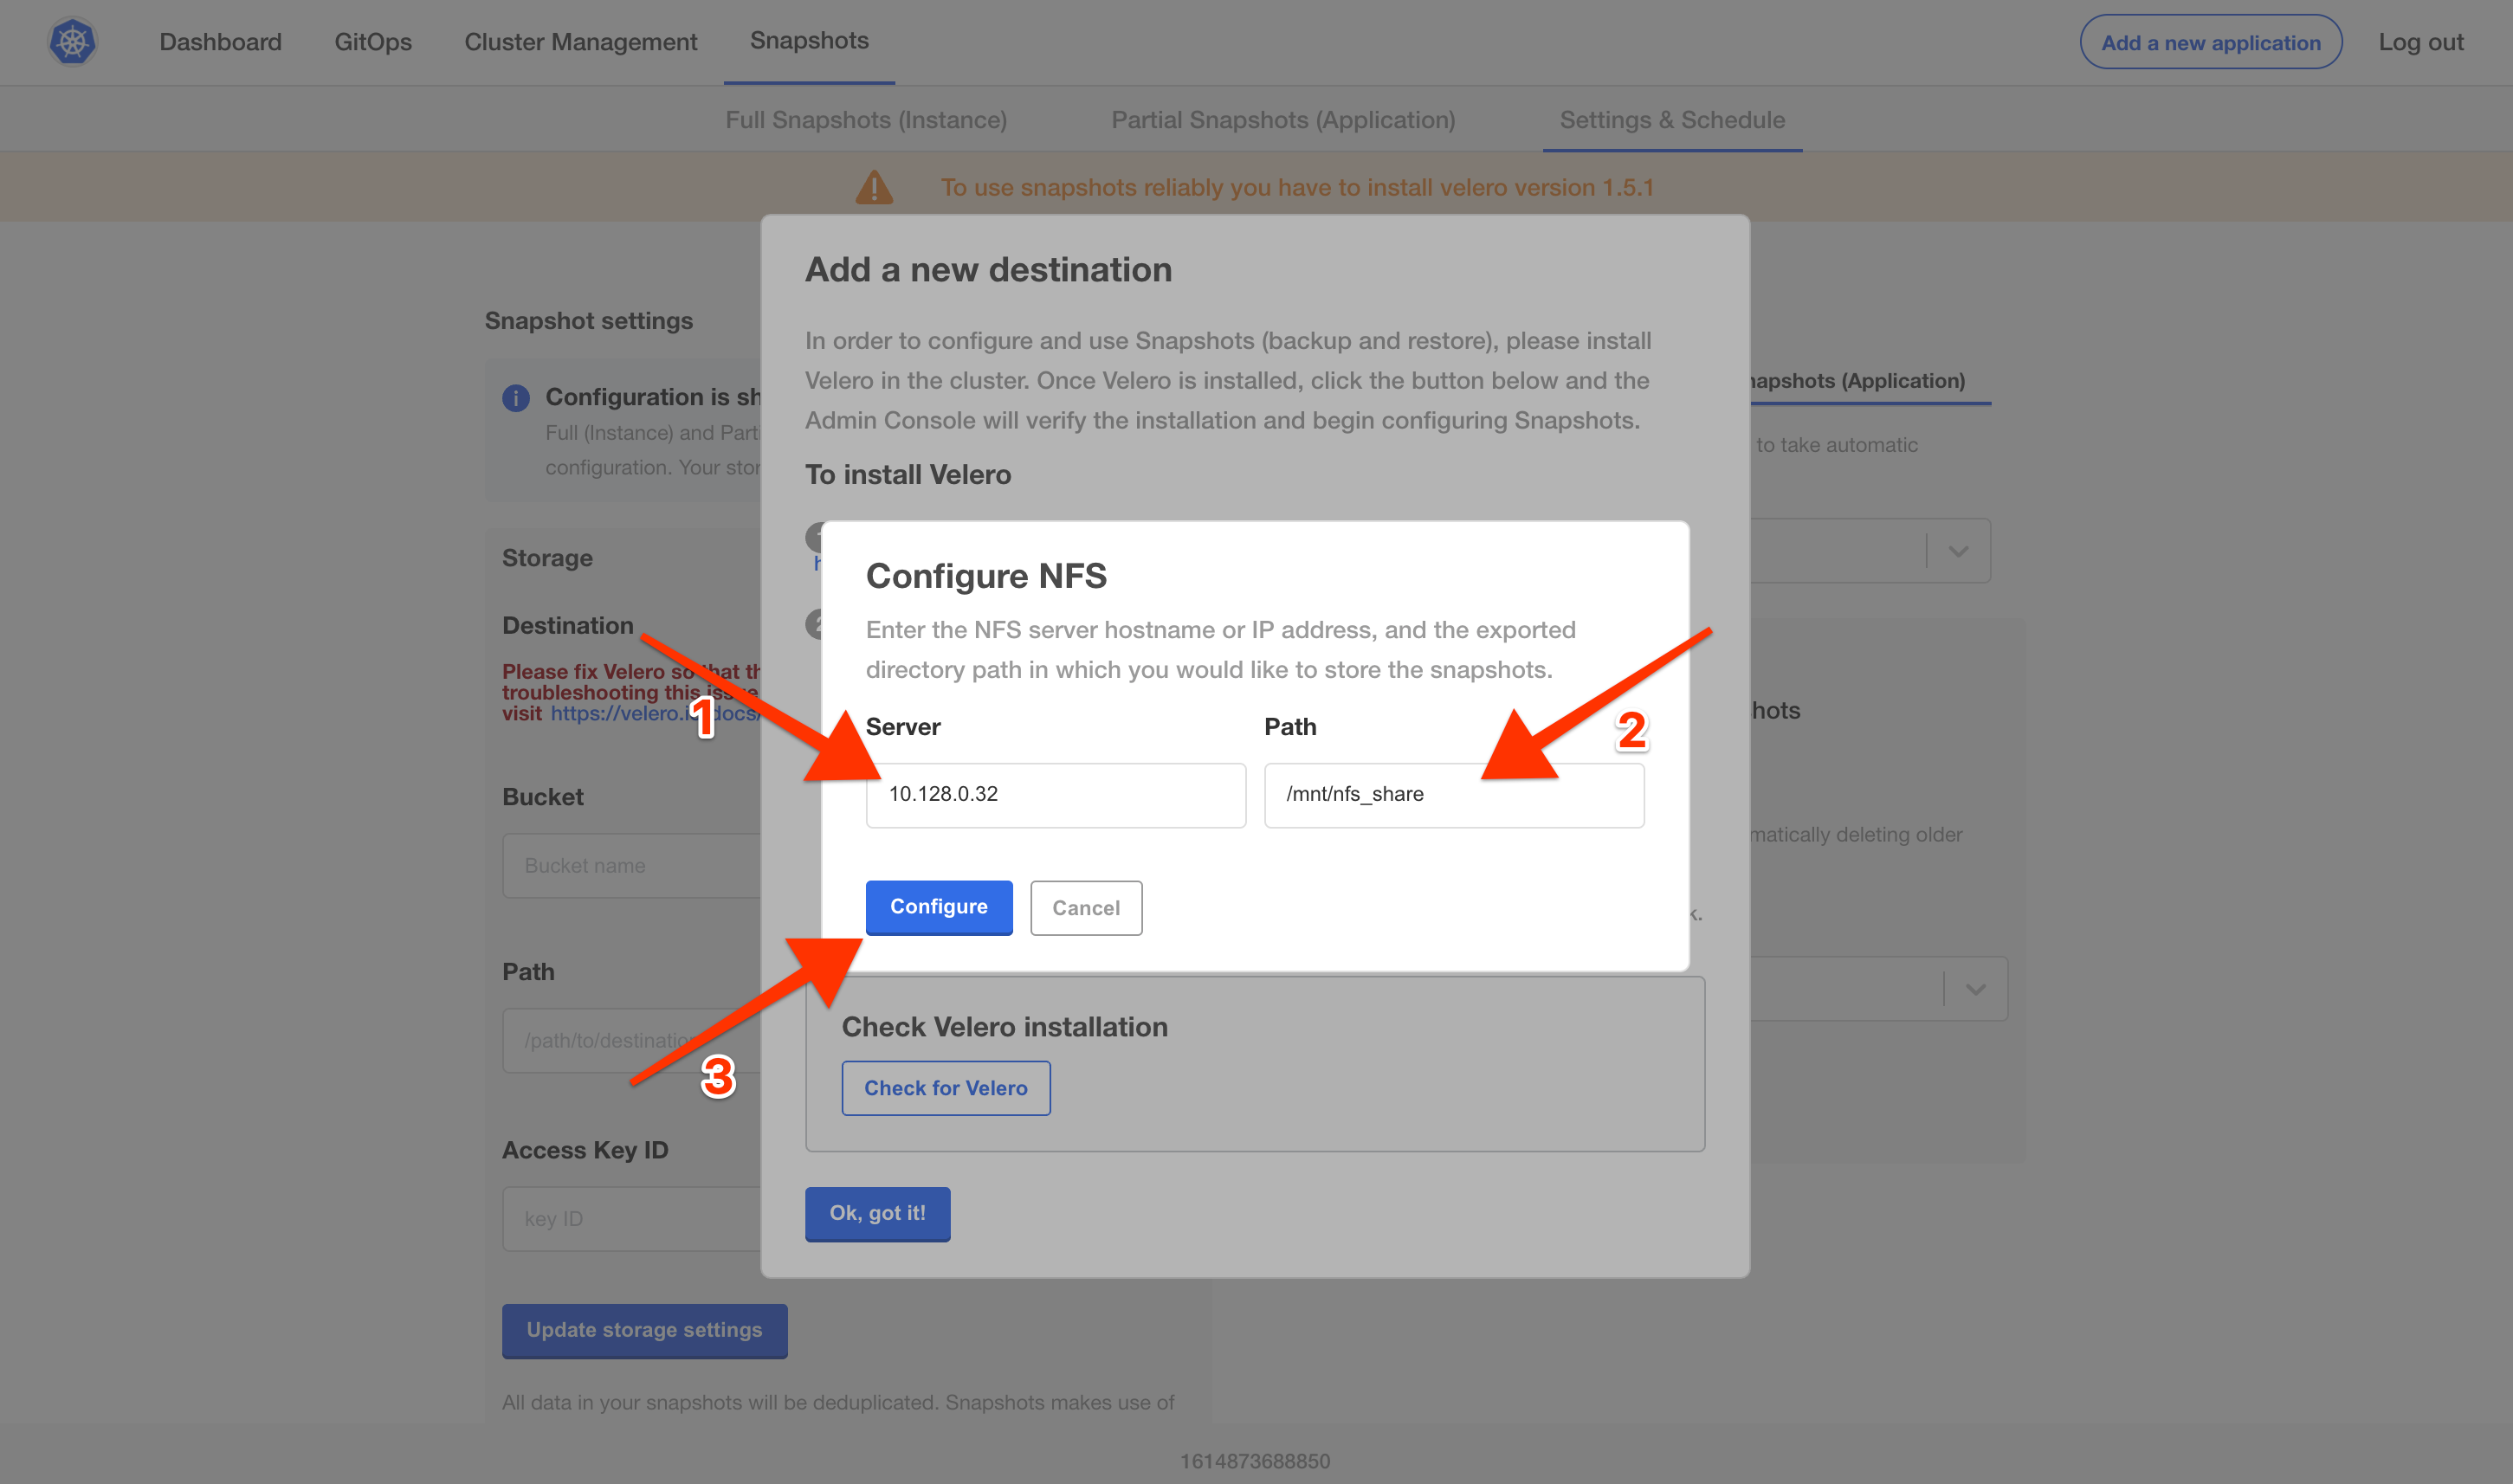 Dashboard
GitOps
Cluster Management
Snapshots
Add a new application
Log out
Full Snapshots (Instance)
Partial Snapshots (Application)
Settings & Schedule
To use snapshots reliably you have to install velero version 1.5.1
Snapshot settings
Configuration is sh
Full (Instance) and Parti
configuration. Your stor
Storage
Destination
Please fix Velero so that th
troubleshooting this issue
visit https://velero.i docs/
Bucket
Bucket name
Path
/path/to/destination
Access Key ID
key ID
Update storage settings
All data in your snapshots will be deduplicated. Snapshots makes use of
Add a new destination
In order to configure and use Snapshots (backup and restore), please install
Velero in the cluster. Once Velero is installed, click the button below and the
Admin Console will verify the installation and begin configuring Snapshots.
To install Velero
Configure NFS
Enter the NFS server hostname or IP address, and the exported
directory path in which you would like to store the snapshots.
1
2
Server
Path
10.128.0.32
/mnt/nfs_share
Configure
Cancel
3
Check Velero installation
Check for Velero
Ok, got it!
napshots (Application)
to take automatic
hots
matically deleting older
k.
1614873688850